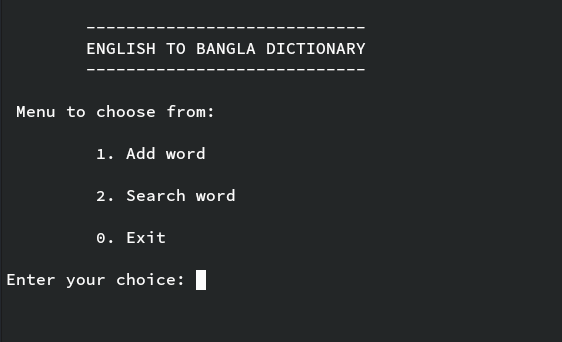 ----------------------------
ENGLISH TO BANGLA DICTIONARY
----------------------------
Menu to choose from:
1. Add word
2. Search word
0. Exit
Enter your choice: